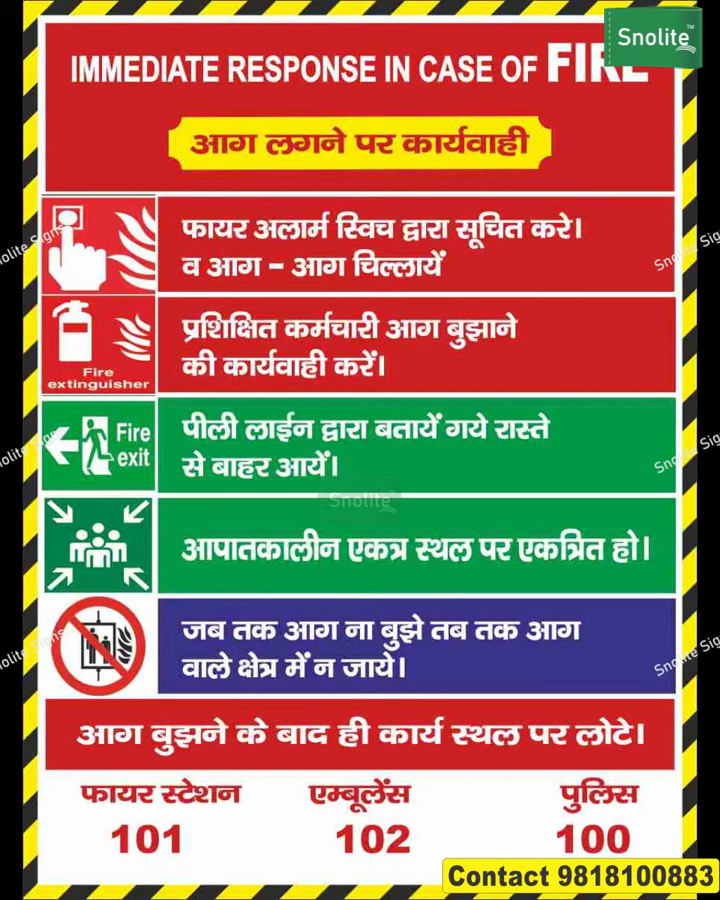 Snolite™
IMMEDIATE RESPONSE IN CASE OF FIRE
आग लगने पर कार्यवाही
फायर अलार्म स्विच द्वारा सूचित करे।
व आग - आग चिल्लायें
Fire
extinguisher
प्रशिक्षित कर्मचारी आग बुझाने
की कार्यवाही करें।
Fire
exit
पीली लाईन द्वारा बतायें गये रास्ते
से बाहर आयें।
Snolite
आपातकालीन एकत्र स्थल पर एकत्रित हो।
जब तक आग ना बुझे तब तक आग
वाले क्षेत्र में न जाये।
आग बुझने के बाद ही कार्य स्थल पर लोटे।
फायर स्टेशन एम्बूलेंस पुलिस
101 102 100
Contact 9818100883